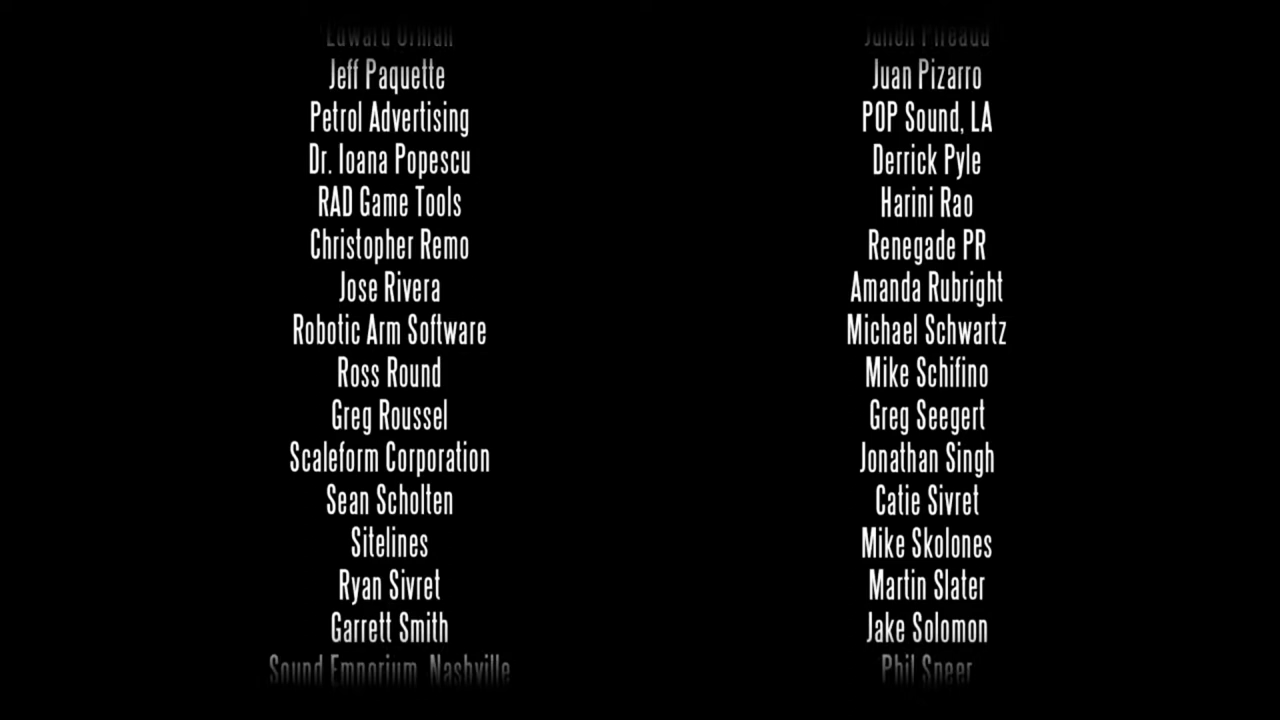 Jeff Paquette
Juan Pizarro
Petrol Advertising
POP Sound, LA
Dr. Ioana Popescu
Derrick Pyle
RAD Game Tools
Harini Rao
Christopher Remo
Renegade PR
Jose Rivera
Amanda Rubright
Robotic Arm Software
Michael Schwartz
Ross Round
Mike Schifino
Greg Roussel
Greg Seegert
Scaleform Corporation
Jonathan Singh
Sean Scholten
Catie Sivret
Sitelines
Mike Skolones
Ryan Sivret
Martin Slater
Garrett Smith
Jake Solomon
Sound Emporium, Nashville
Phil Speer